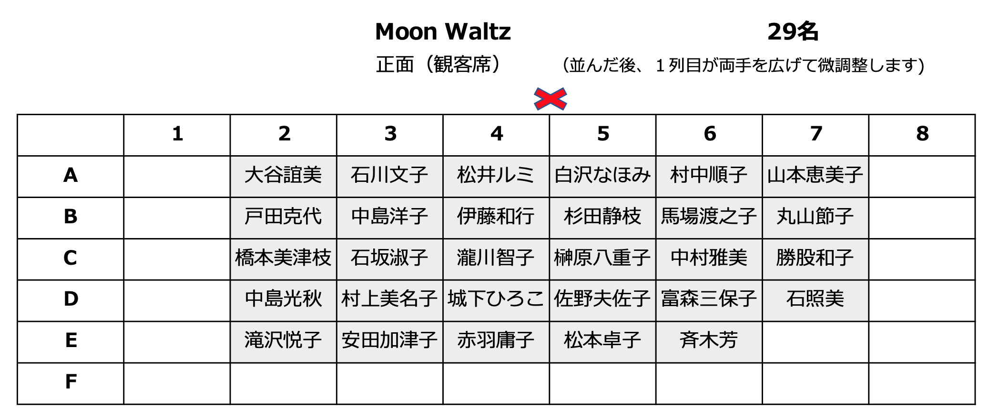 Moon Waltz 29名
正面（観客席） （並んだ後、１列目が両手を広げて微調整します)
1 2 3 4 5 6 7 8
A 大谷誼美 石川文子 松井ルミ 白沢なほみ 村中順子 山本恵美子
B 戸田克代 中島洋子 伊藤和行 杉田静枝 馬場渡之子 丸山節子
C 橋本美津枝 石坂淑子 瀧川智子 榊原八重子 中村雅美 勝股和子
D 中島光秋 村上美名子 城下ひろこ 佐野夫佐子 富森三保子 石照美
E 滝沢悦子 安田加津子 赤羽庸子 松本卓子 斉木芳
F